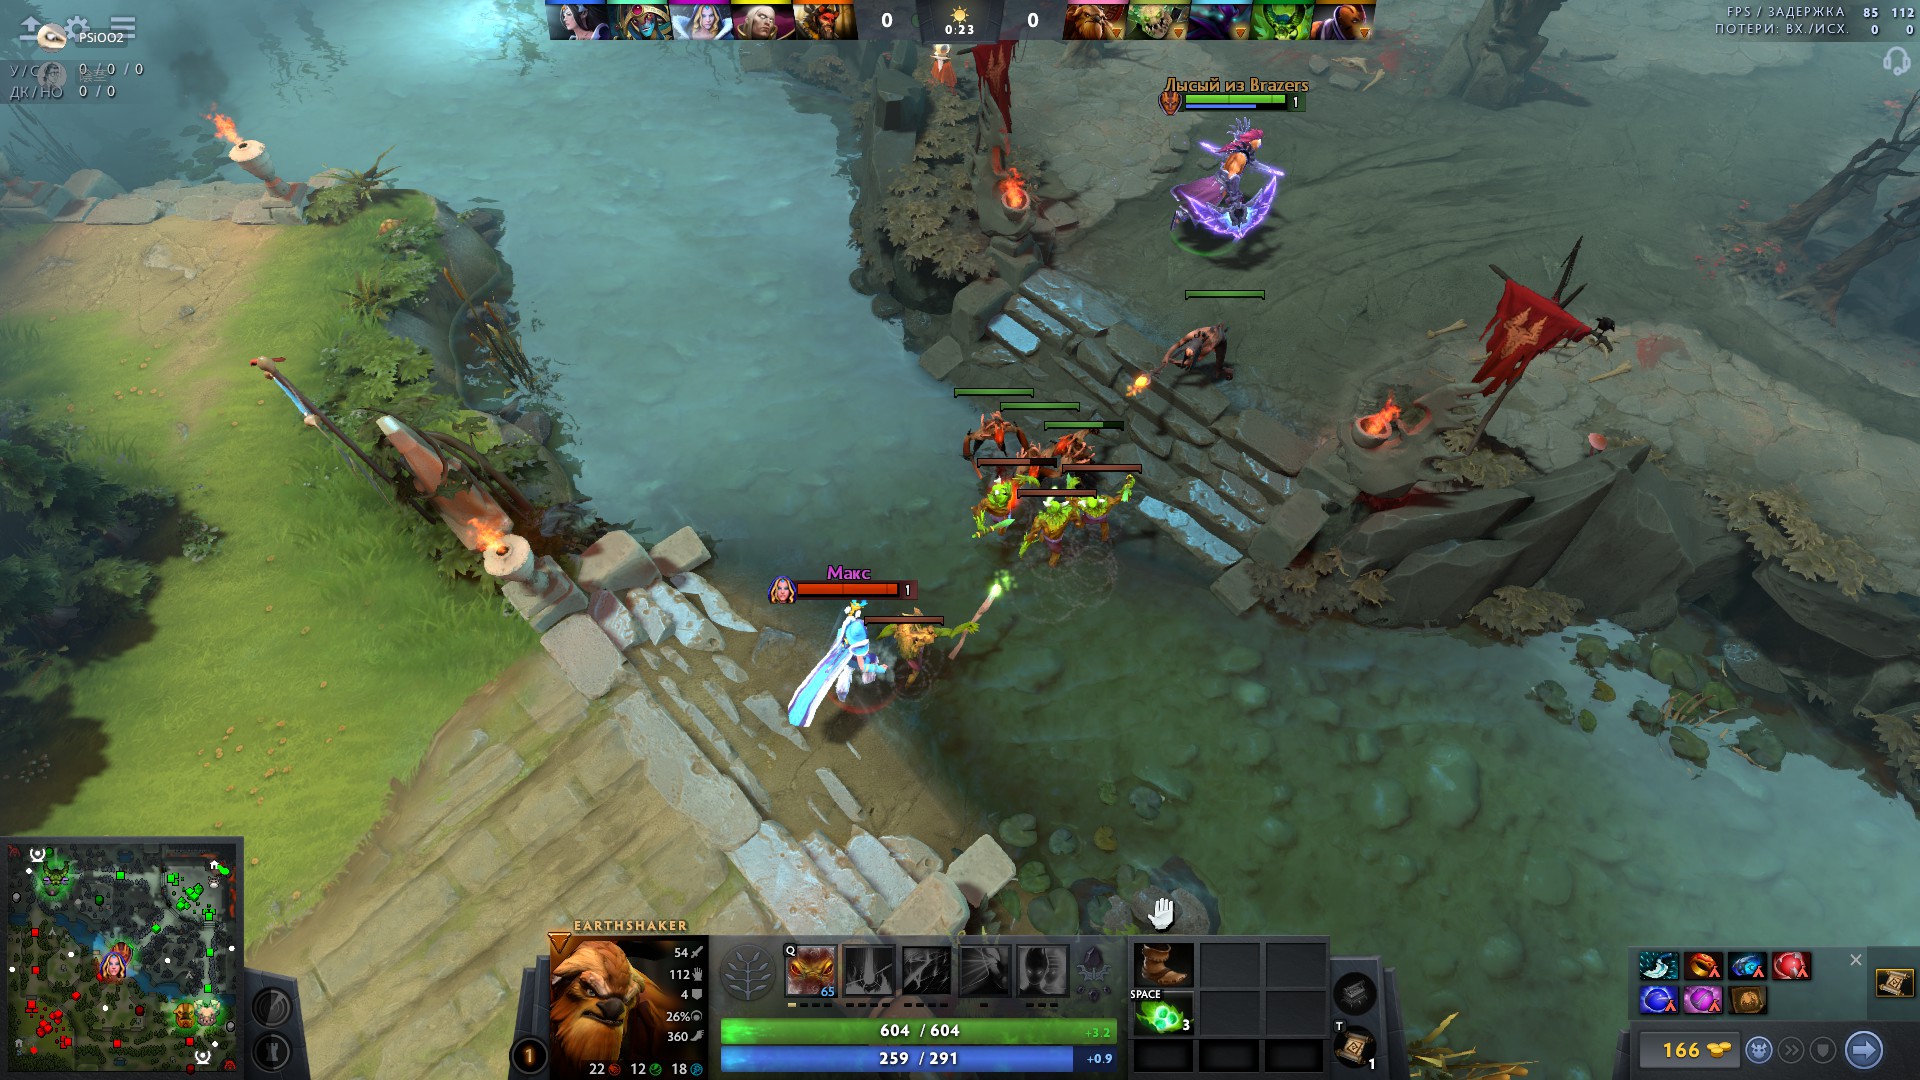 PSiOO2
У/С 0 / 0 / 0
ДК/НО 0 / 0
0
0:23
0
FPS / ЗАДЕРЖКА 85 112
ПОТЕРИ: ВХ./ИСХ. 0 0
Лысый из Brazers
1
Макс
1
EARTHSHAKER
54
112
4
26%
360
22 12 18
1
Q
65
604 / 604
+3.2
259 / 291
+0.9
SPACE
3
T
1
166